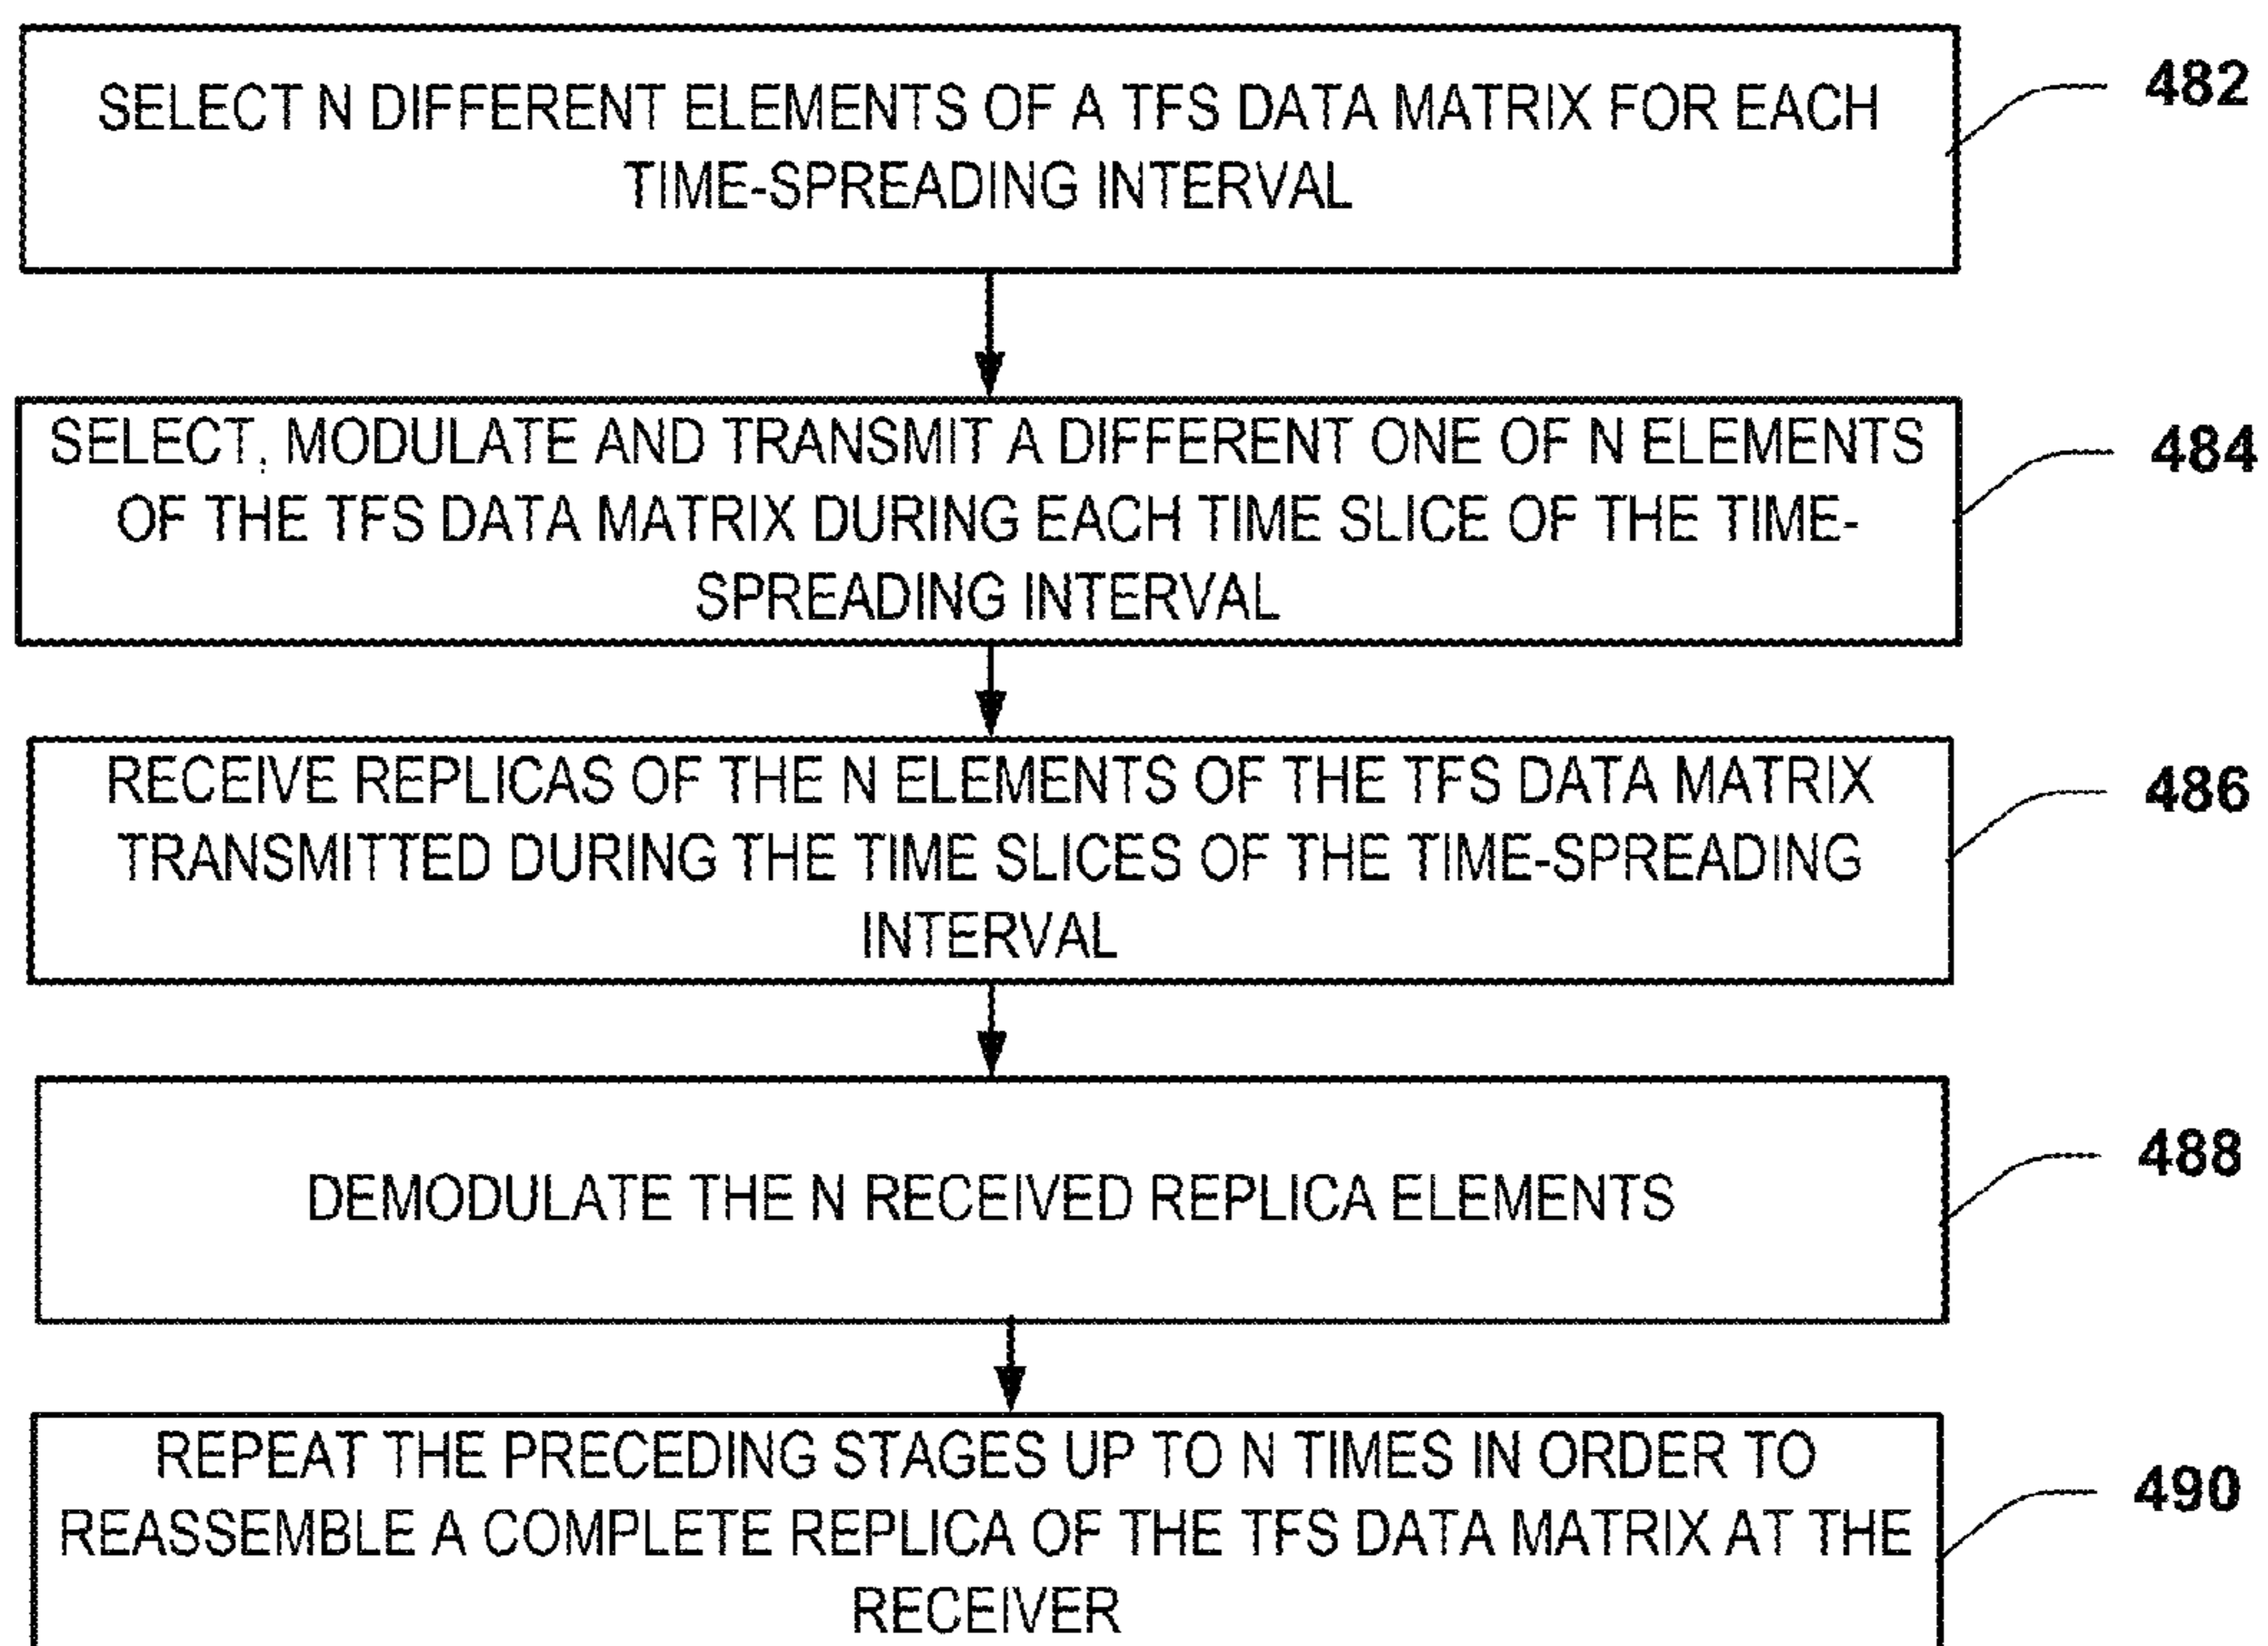 SELECT N DIFFERENT ELEMENTS OF A TFS DATA MATRIX FOR EACH
TIME-SPREADING INTERVAL
482
SELECT, MODULATE AND TRANSMIT A DIFFERENT ONE OF N ELEMENTS
OF THE TFS DATA MATRIX DURING EACH TIME SLICE OF THE TIME-
SPREADING INTERVAL
484
RECEIVE REPLICAS OF THE N ELEMENTS OF THE TFS DATA MATRIX
TRANSMITTED DURING THE TIME SLICES OF THE TIME-SPREADING
INTERVAL
486
DEMODULATE THE N RECEIVED REPLICA ELEMENTS
488
REPEAT THE PRECEDING STAGES UP TO N TIMES IN ORDER TO
REASSEMBLE A COMPLETE REPLICA OF THE TFS DATA MATRIX AT THE
RECEIVER
490